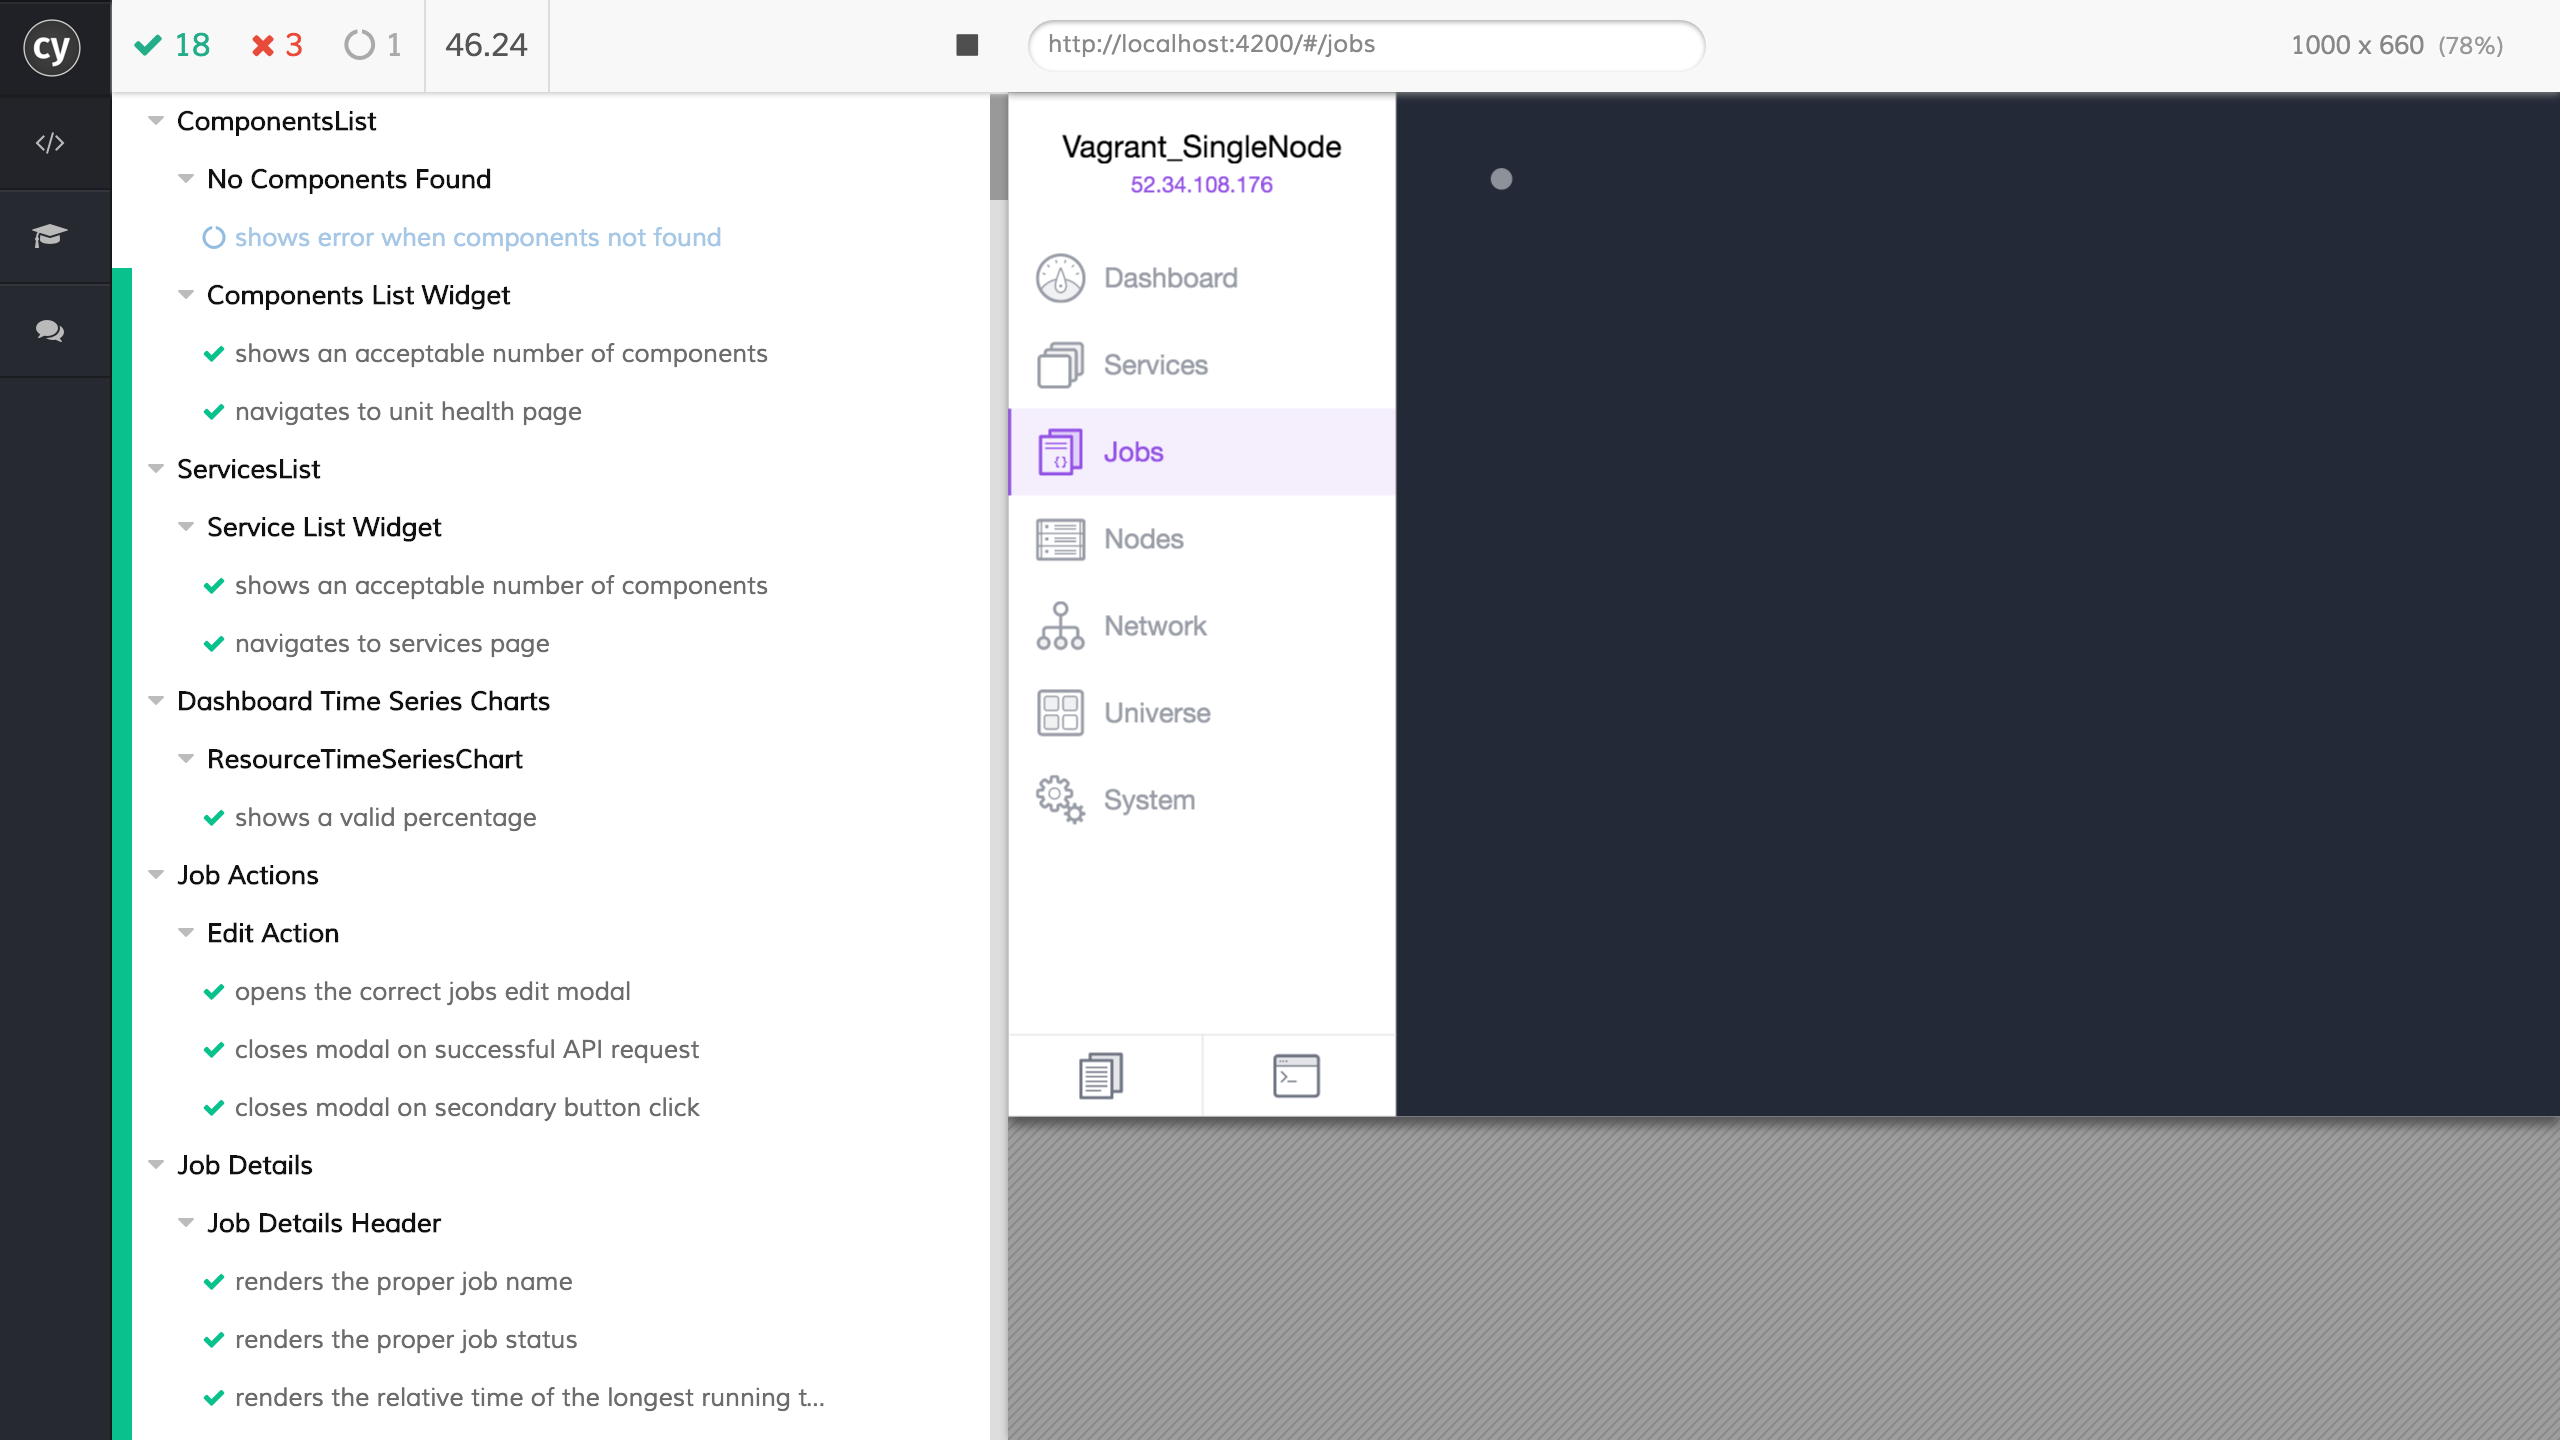 cy
18
3
1
46.24
http://localhost:4200/#/jobs
1000 x 660 (78%)
ComponentsList
No Components Found
shows error when components not found
Components List Widget
shows an acceptable number of components
navigates to unit health page
ServicesList
Service List Widget
shows an acceptable number of components
navigates to services page
Dashboard Time Series Charts
ResourceTimeSeriesChart
shows a valid percentage
Job Actions
Edit Action
opens the correct jobs edit modal
closes modal on successful API request
closes modal on secondary button click
Job Details
Job Details Header
renders the proper job name
renders the proper job status
renders the relative time of the longest running t...
Vagrant_SingleNode
52.34.108.176
Dashboard
Services
Jobs
Nodes
Network
Universe
System